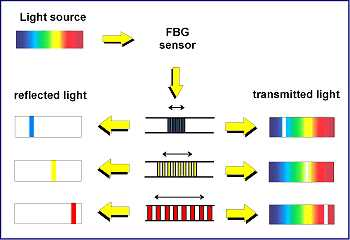 Light source
FBG
sensor
reflected light
transmitted light